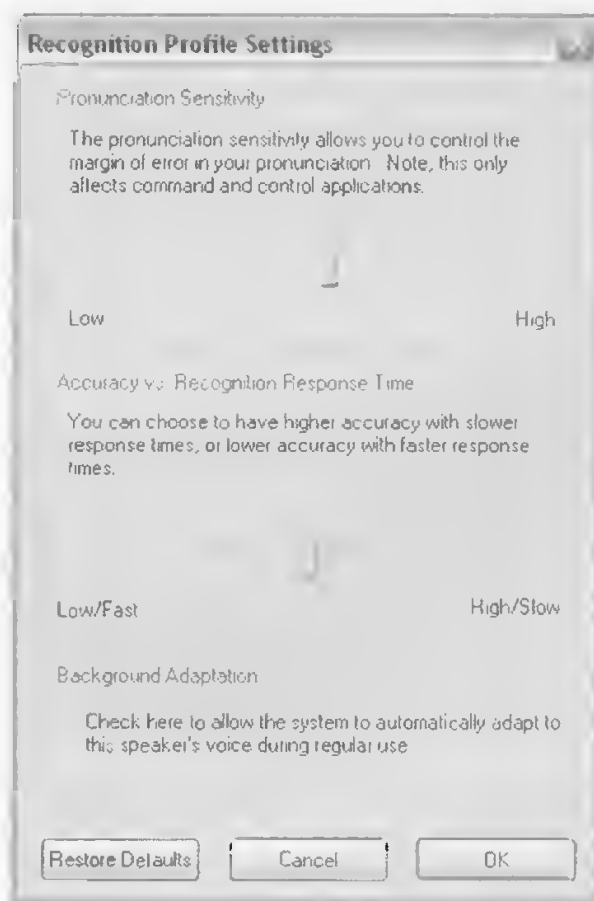 Recognition Profile Settings
Pronunciation Sensitivity
The pronunciation sensitivity allows you to control the
margin of error in your pronunciation. Note, this only
affects command and control applications.
Low High
Accuracy vs. Recognition Response Time
You can choose to have higher accuracy with slower
response times, or lower accuracy with faster response
times.
Low/Fast High/Slow
Background Adaptation
Check here to allow the system to automatically adapt to
this speaker's voice during regular use
Restore Defaults Cancel OK